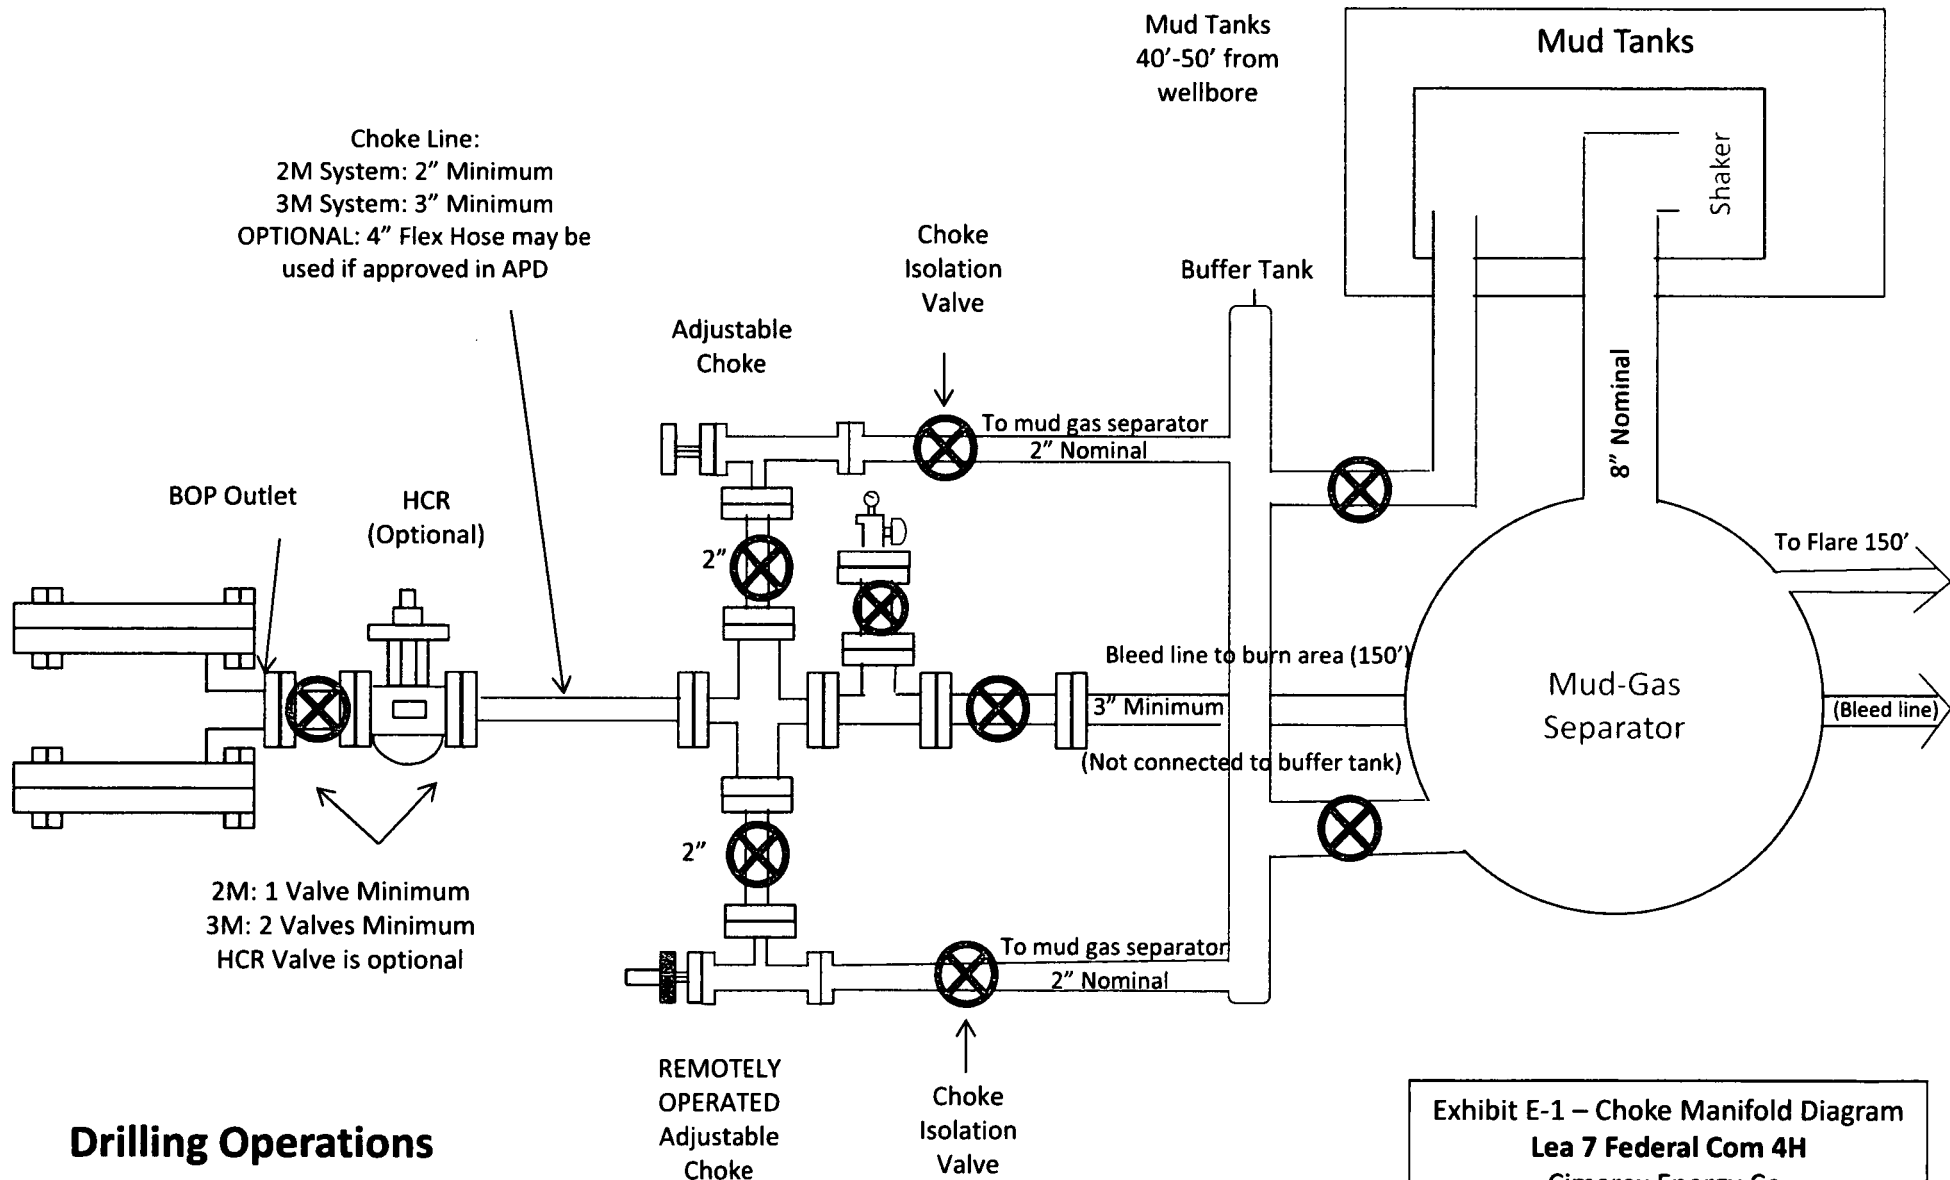 Mud Tanks
40'-50' from
wellbore
Mud Tanks
Shaker
Choke Line:
2M System: 2" Minimum
3M System: 3" Minimum
OPTIONAL: 4" Flex Hose may be
used if approved in APD
Choke
Isolation
Valve
Buffer Tank
Adjustable
Choke
8" Nominal
To mud gas separator
2" Nominal
BOP Outlet
HCR
(Optional)
2"
To Flare 150'
Bleed line to burn area (150')
3" Minimum
(Not connected to buffer tank)
Mud-Gas
Separator
(Bleed line)
2"
2M: 1 Valve Minimum
3M: 2 Valves Minimum
HCR Valve is optional
To mud gas separator
2" Nominal
REMOTELY
OPERATED
Adjustable
Choke
Choke
Isolation
Valve
Drilling Operations
Exhibit E-1 – Choke Manifold Diagram
Lea 7 Federal Com 4H
Cimarex Energy Co